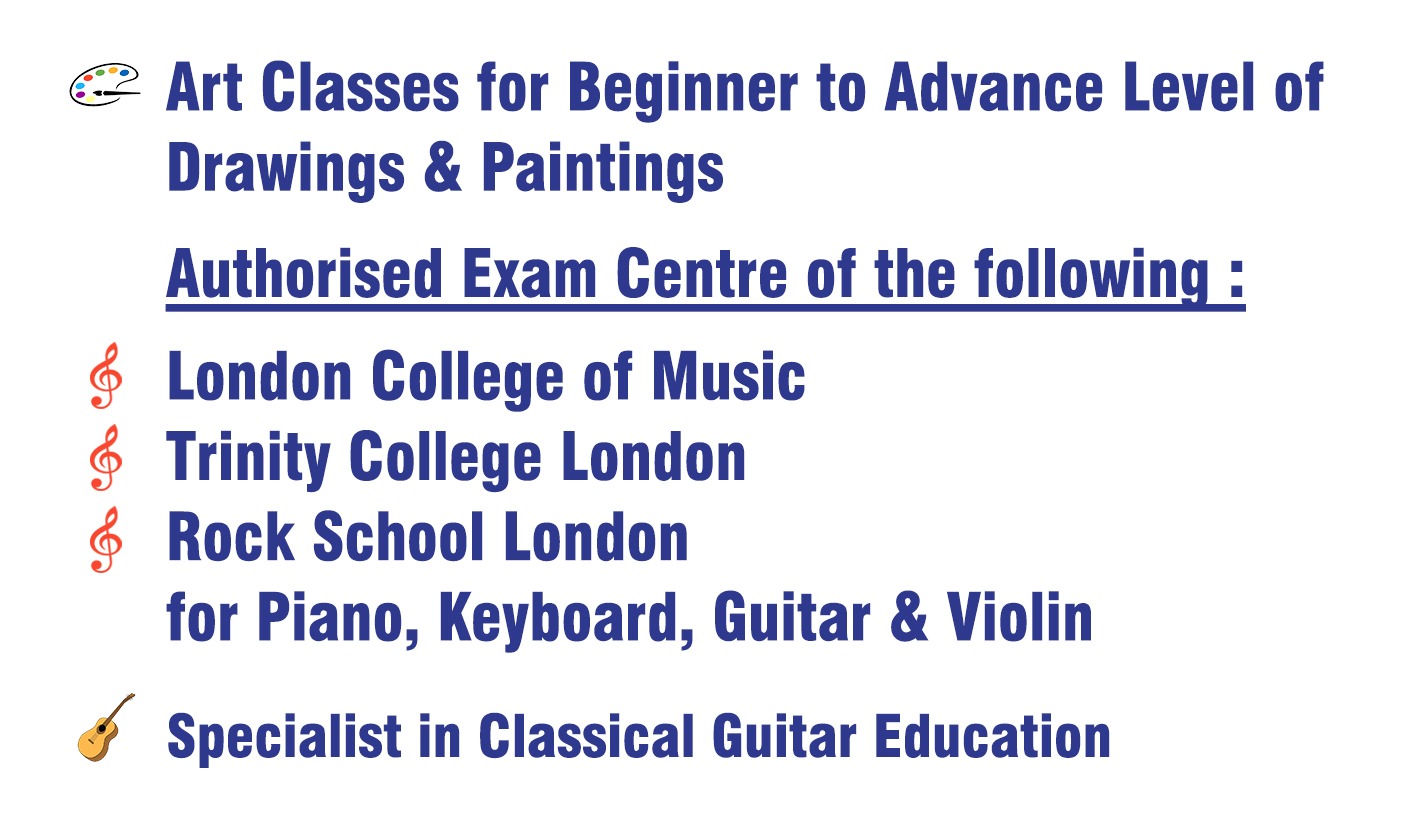 Art Classes for Beginner to Advance Level of
Drawings & Paintings
Authorised Exam Centre of the following :
London College of Music
Trinity College London
Rock School London
for Piano, Keyboard, Guitar & Violin
Specialist in Classical Guitar Education